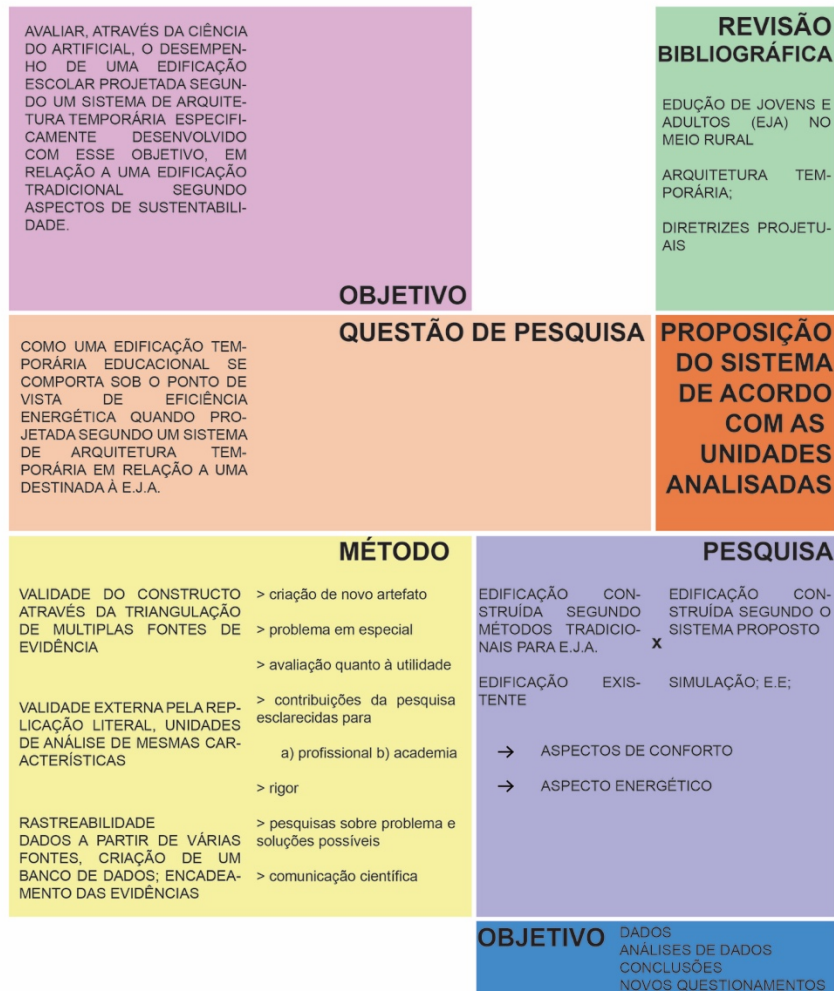 AVALIAR, ATRAVÉS DA CIÊNCIA
DO ARTIFICIAL, O DESEMPEN-
HO DE UMA EDIFICAÇÃO
ESCOLAR PROJETADA SEGUN-
DO UM SISTEMA DE ARQUITE-
TURA TEMPORÁRIA ESPECIFI-
CAMENTE DESENVOLVIDO
COM ESSE OBJETIVO, EM
RELAÇÃO A UMA EDIFICAÇÃO
TRADICIONAL SEGUNDO
ASPECTOS DE SUSTENTABILI-
DADE.
OBJETIVO
REVISÃO
BIBLIOGRÁFICA
EDUÇÃO DE JOVENS E
ADULTOS (EJA) NO
MEIO RURAL
ARQUITETURA TEM-
PORÁRIA;
DIRETRIZES PROJETU-
AIS
QUESTÃO DE PESQUISA
COMO UMA EDIFICAÇÃO TEM-
PORÁRIA EDUCACIONAL SE
COMPORTA SOB O PONTO DE
VISTA DE EFICIÊNCIA
ENERGÉTICA QUANDO PRO-
JETADA SEGUNDO UM SISTEMA
DE ARQUITETURA TEM-
PORÁRIA EM RELAÇÃO A UMA
DESTINADA À E.J.A.
PROPOSIÇÃO
DO SISTEMA
DE ACORDO
COM AS
UNIDADES
ANALISADAS
MÉTODO
VALIDADE DO CONSTRUCTO
ATRAVÉS DA TRIANGULAÇÃO
DE MULTIPLAS FONTES DE
EVIDÊNCIA
VALIDADE EXTERNA PELA REP-
LICAÇÃO LITERAL, UNIDADES
DE ANÁLISE DE MESMAS CAR-
ACTERÍSTICAS
RASTREABILIDADE
DADOS A PARTIR DE VÁRIAS
FONTES, CRIAÇÃO DE UM
BANCO DE DADOS; ENCADEA-
MENTO DAS EVIDÊNCIAS
> criação de novo artefato
> problema em especial
> avaliação quanto à utilidade
> contribuições da pesquisa
esclarecidas para
a) profissional b) academia
> rigor
> pesquisas sobre problema e
soluções possíveis
> comunicação científica
PESQUISA
EDIFICAÇÃO CON-
STRUÍDA SEGUNDO
MÉTODOS TRADICIO-
NAIS PARA E.J.A.
x
EDIFICAÇÃO CON-
STRUÍDA SEGUNDO O
SISTEMA PROPOSTO
EDIFICAÇÃO EXIS-
TENTE
SIMULAÇÃO; E.E;
→ ASPECTOS DE CONFORTO
→ ASPECTO ENERGÉTICO
OBJETIVO
DADOS
ANÁLISES DE DADOS
CONCLUSÕES
NOVOS QUESTIONAMENTOS